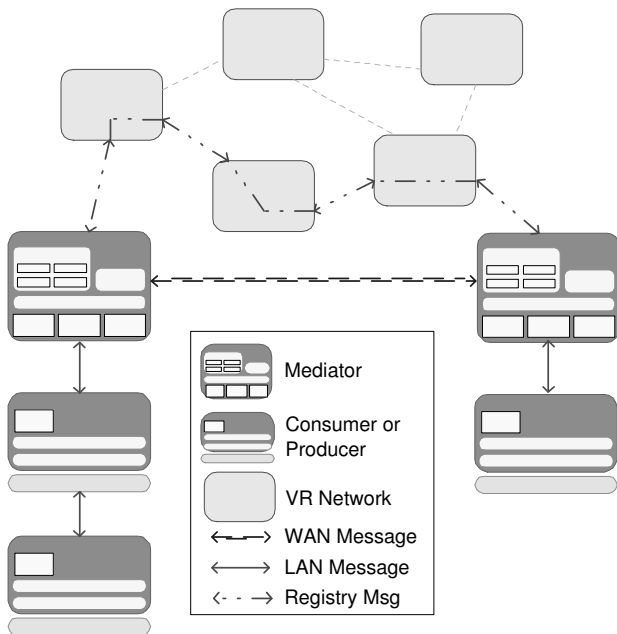 Mediator
Consumer or
Producer
VR Network
WAN Message
LAN Message
Registry Msg